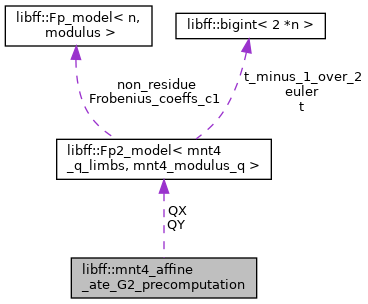 libff::Fp_model< n,
modulus >
libff::bigint< 2 *n >
non_residue
Frobenius_coeffs_c1
t_minus_1_over_2
euler
t
libff::Fp2_model< mnt4
_q_limbs, mnt4_modulus_q >
QX
QY
libff::mnt4_affine
_ate_G2_precomputation